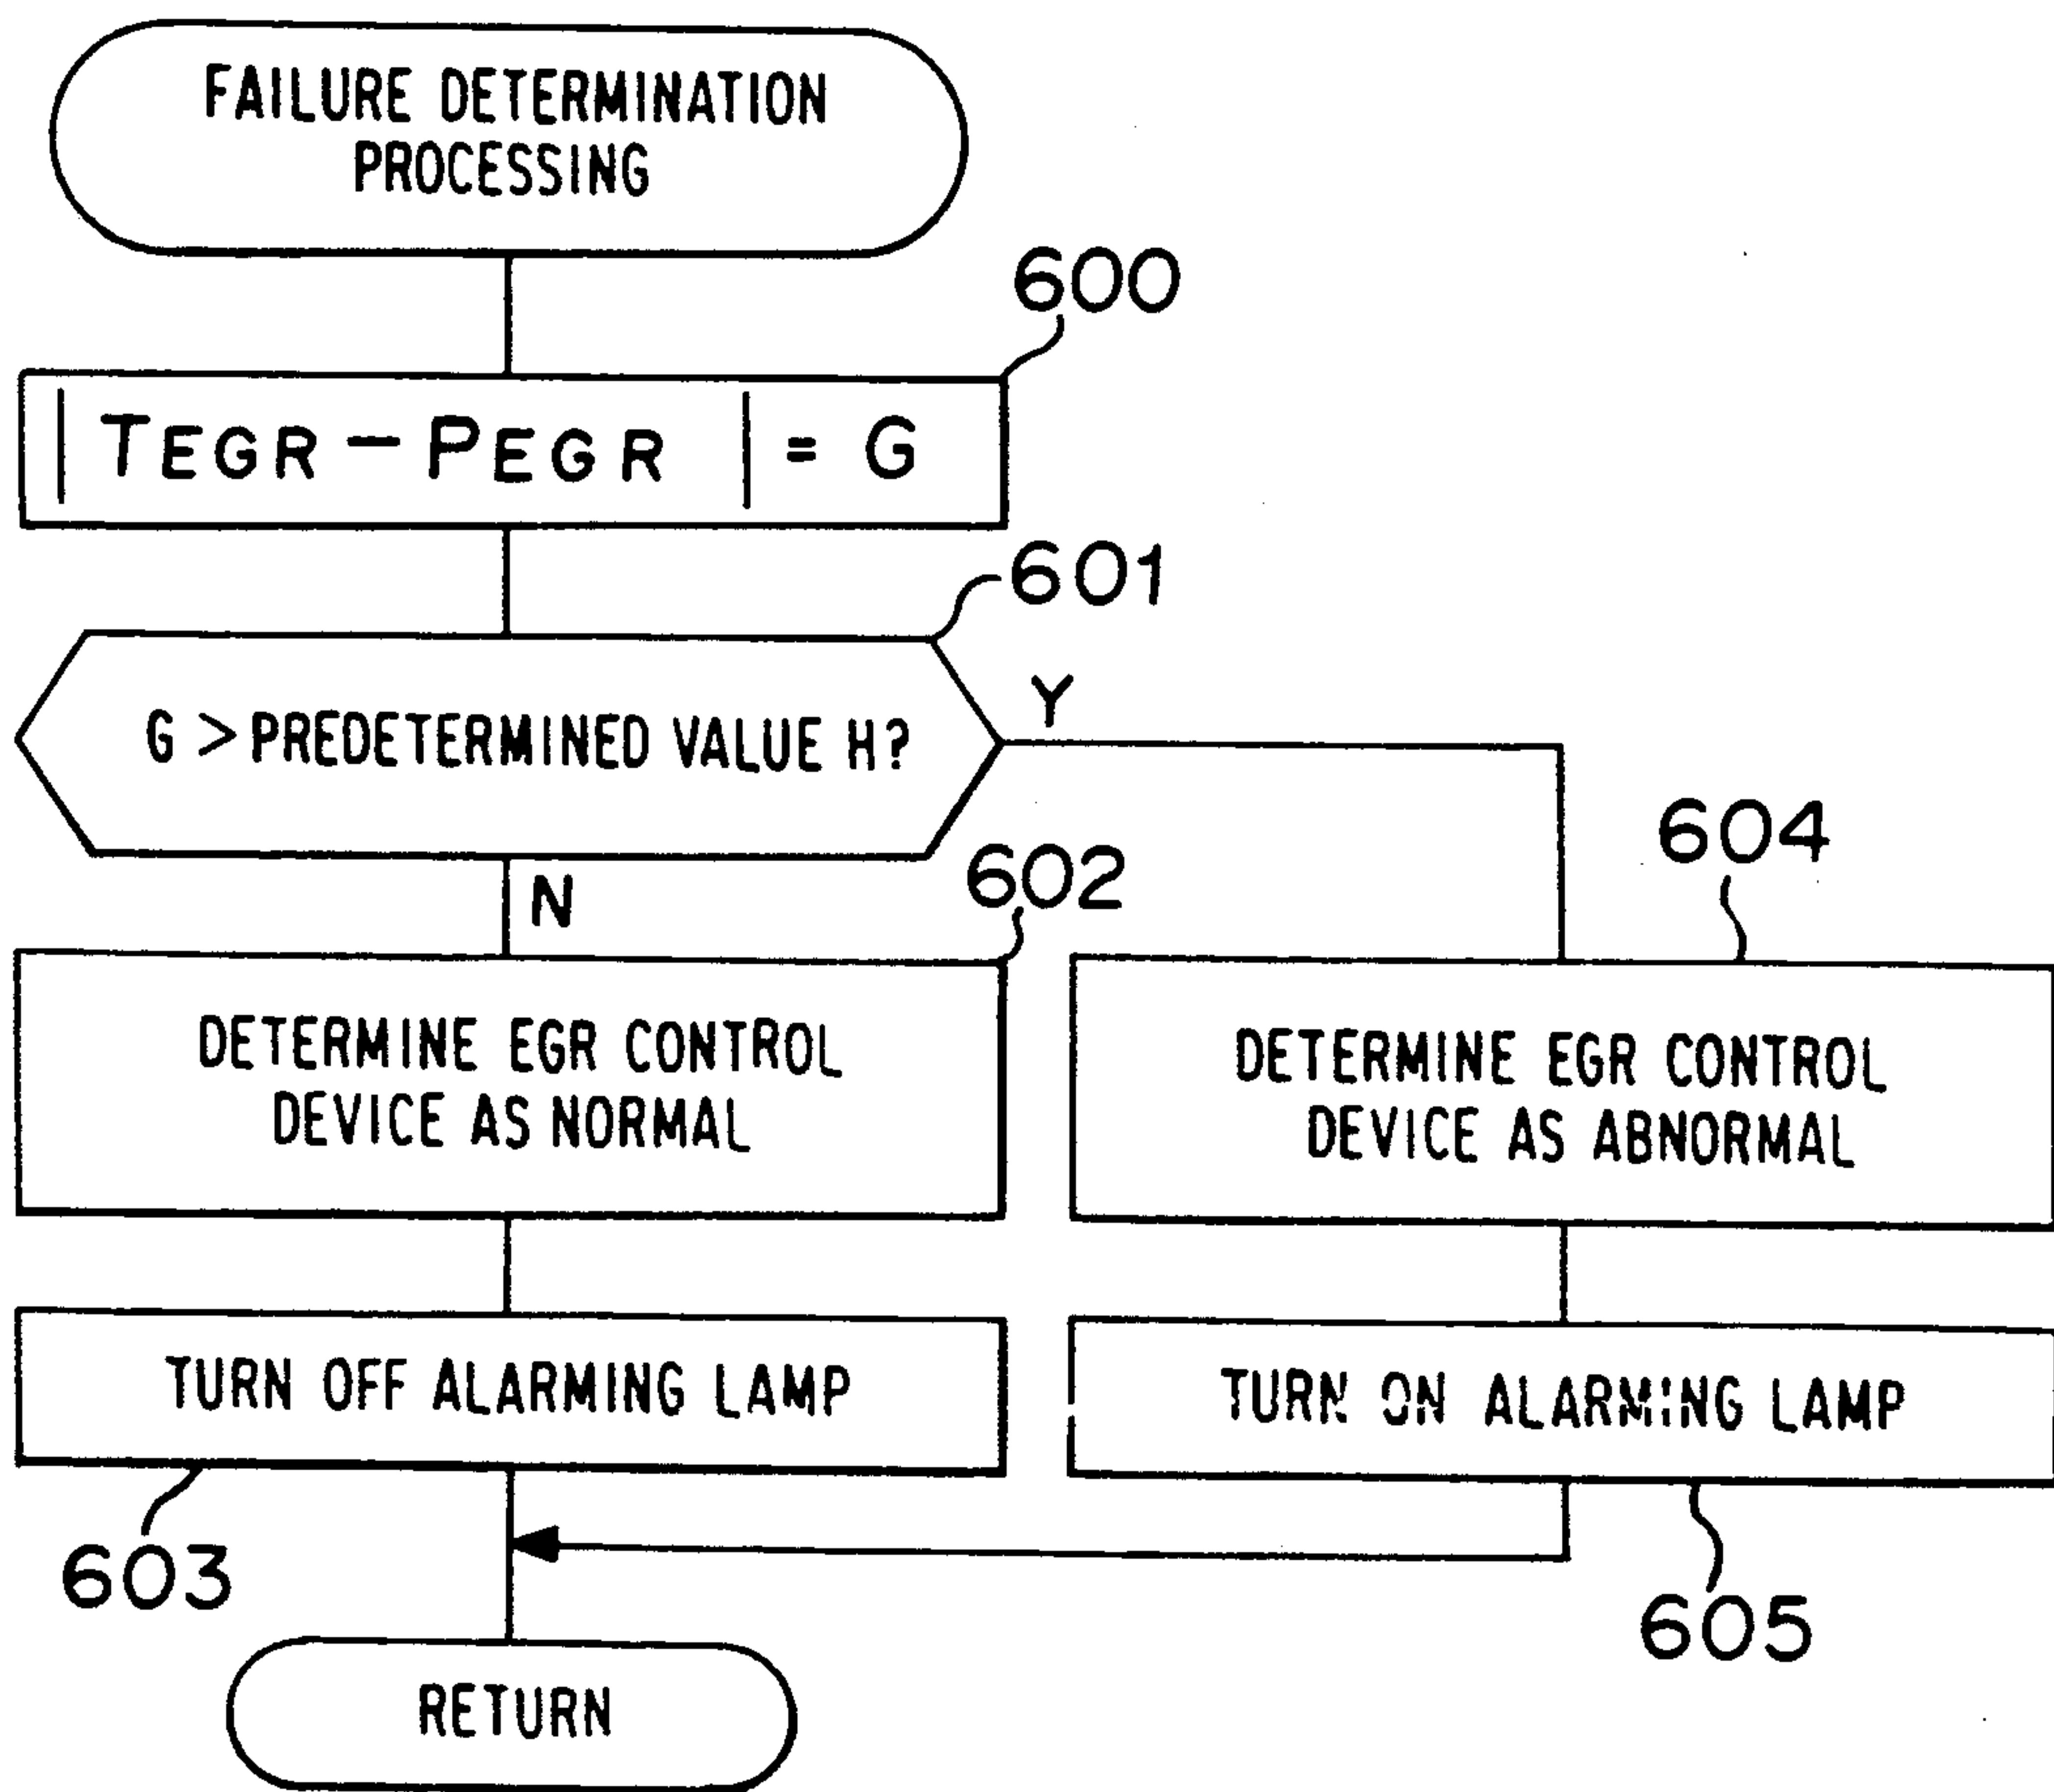 FAILURE DETERMINATION
PROCESSING
600
| TEGR - PEGR | = G
601
G > PREDETERMINED VALUE H?
Y
N
602
DETERMINE EGR CONTROL
DEVICE AS NORMAL
604
DETERMINE EGR CONTROL
DEVICE AS ABNORMAL
TURN OFF ALARMING LAMP
603
TURN ON ALARMING LAMP
605
RETURN